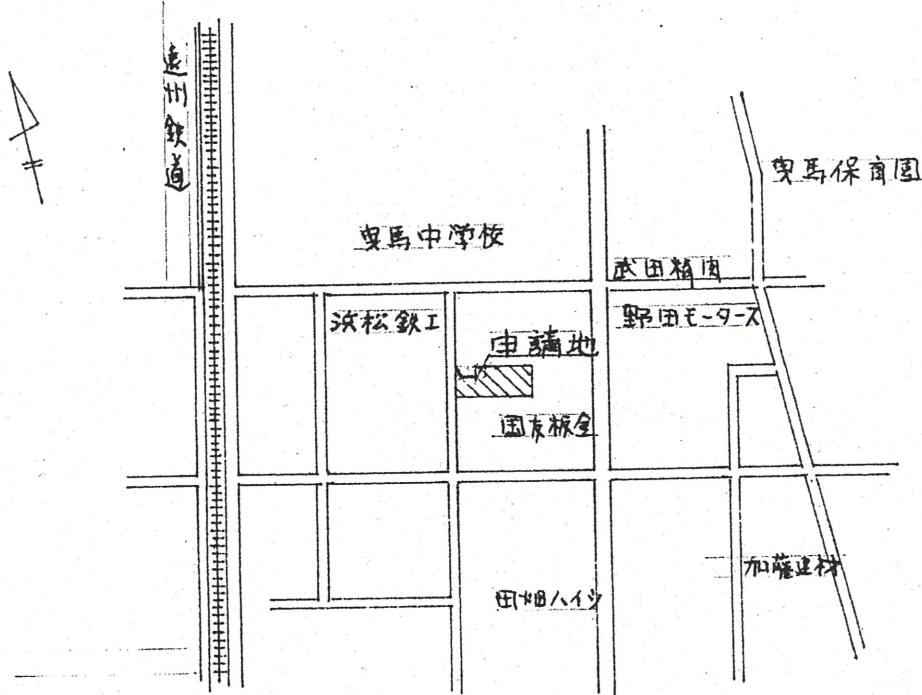 遠州鉄道
曳馬保育園
曳馬中学校
武田精肉
浜松鉄工
野田モータース
申請地
国友板金
加藤建材
田畑ハイツ